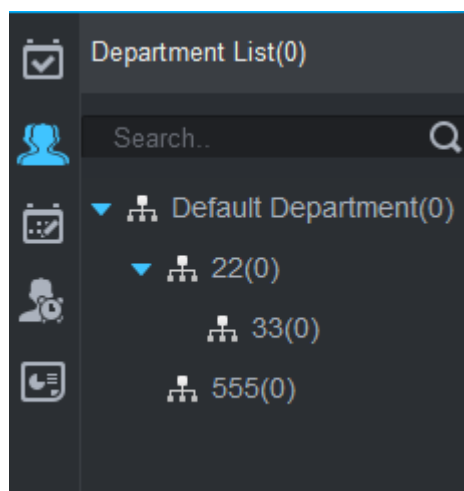 Department List(0)
Search..
Default Department(0)
22(0)
33(0)
555(0)